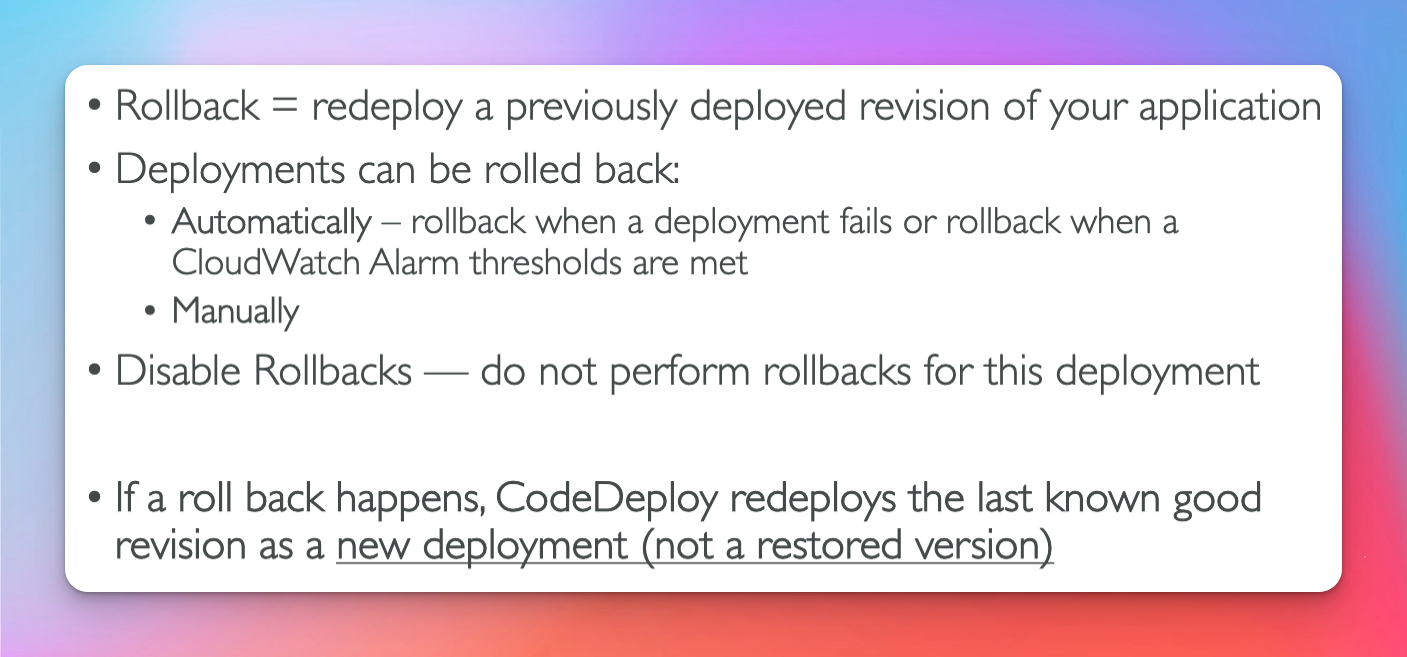 • Rollback = redeploy a previously deployed revision of your application
• Deployments can be rolled back:
• Automatically – rollback when a deployment fails or rollback when a
CloudWatch Alarm thresholds are met
• Manually
• Disable Rollbacks — do not perform rollbacks for this deployment
• If a roll back happens, CodeDeploy redeploys the last known good
revision as a new deployment (not a restored version)